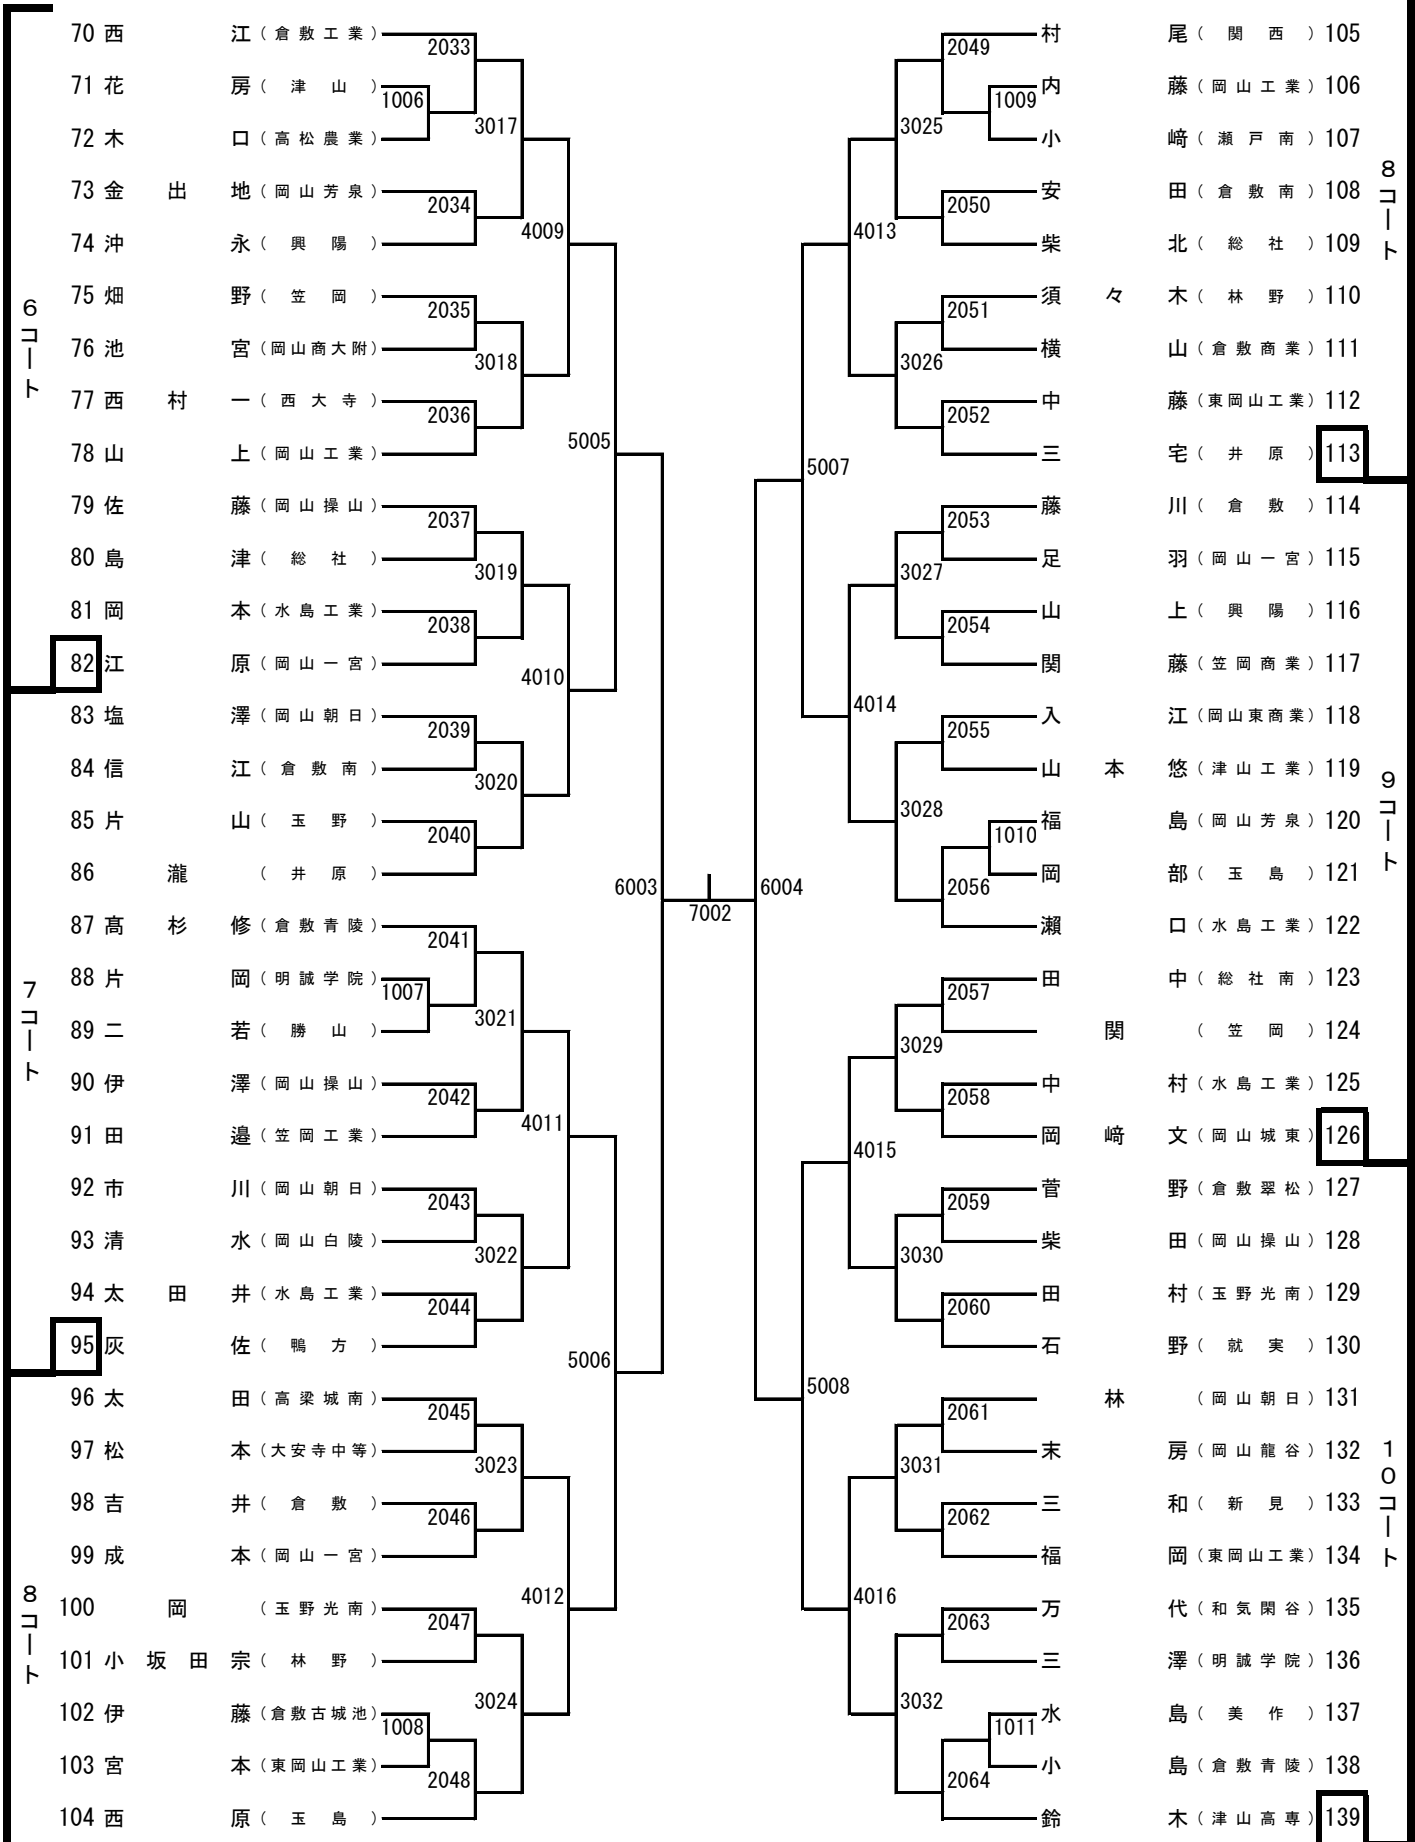 70 西江（倉敷工業）
71 花房（津山）
72 木口（高松農業）
73 金出地（岡山芳泉）
74 沖永（興陽）
75 畑野（笠岡）
76 池宮（岡山商大附）
77 西村一（西大寺）
78 山上（岡山工業）
79 佐藤（岡山操山）
80 島津（総社）
81 岡本（水島工業）
82 江原（岡山一宮）
83 塩澤（岡山朝日）
84 信江（倉敷南）
85 片山（玉野）
86 瀧（井原）
87 髙杉修（倉敷青陵）
88 片岡（明誠学院）
89 二若（勝山）
90 伊澤（岡山操山）
91 田邉（笠岡工業）
92 市川（岡山朝日）
93 清水（岡山白陵）
94 太田井（水島工業）
95 灰佐（鴨方）
96 太田（高梁城南）
97 松本（大安寺中等）
98 吉井（倉敷）
99 成本（岡山一宮）
100 岡（玉野光南）
101 小坂田宗（林野）
102 伊藤（倉敷古城池）
103 宮本（東岡山工業）
104 西原（玉島）
6コート
7コート
8コート
1006
1007
1008
2033
2034
2035
2036
2037
2038
2039
2040
2041
2042
2043
2044
2045
2046
2047
2048
3017
3018
3019
3020
3021
3022
3023
3024
4009
4010
4011
4012
5005
5006
6003
7002
6004
5007
5008
4013
4014
4015
4016
3025
3026
3027
3028
3029
3030
3031
3032
2049
2050
2051
2052
2053
2054
2055
2056
2057
2058
2059
2060
2061
2062
2063
2064
1009
1010
1011
村尾（関西）105
内藤（岡山工業）106
小﨑（瀬戸南）107
安田（倉敷南）108
柴北（総社）109
須々木（林野）110
横山（倉敷商業）111
中藤（東岡山工業）112
三宅（井原）113
藤川（倉敷）114
足羽（岡山一宮）115
山上（興陽）116
関藤（笠岡商業）117
入江（岡山東商業）118
山本悠（津山工業）119
福島（岡山芳泉）120
岡部（玉島）121
瀬口（水島工業）122
田中（総社南）123
関（笠岡）124
中村（水島工業）125
岡﨑文（岡山城東）126
菅野（倉敷翠松）127
柴田（岡山操山）128
田村（玉野光南）129
石野（就実）130
林（岡山朝日）131
末房（岡山龍谷）132
三和（新見）133
福岡（東岡山工業）134
万代（和気閑谷）135
三澤（明誠学院）136
水島（美作）137
小島（倉敷青陵）138
鈴木（津山高専）139
8コート
9コート
10コート